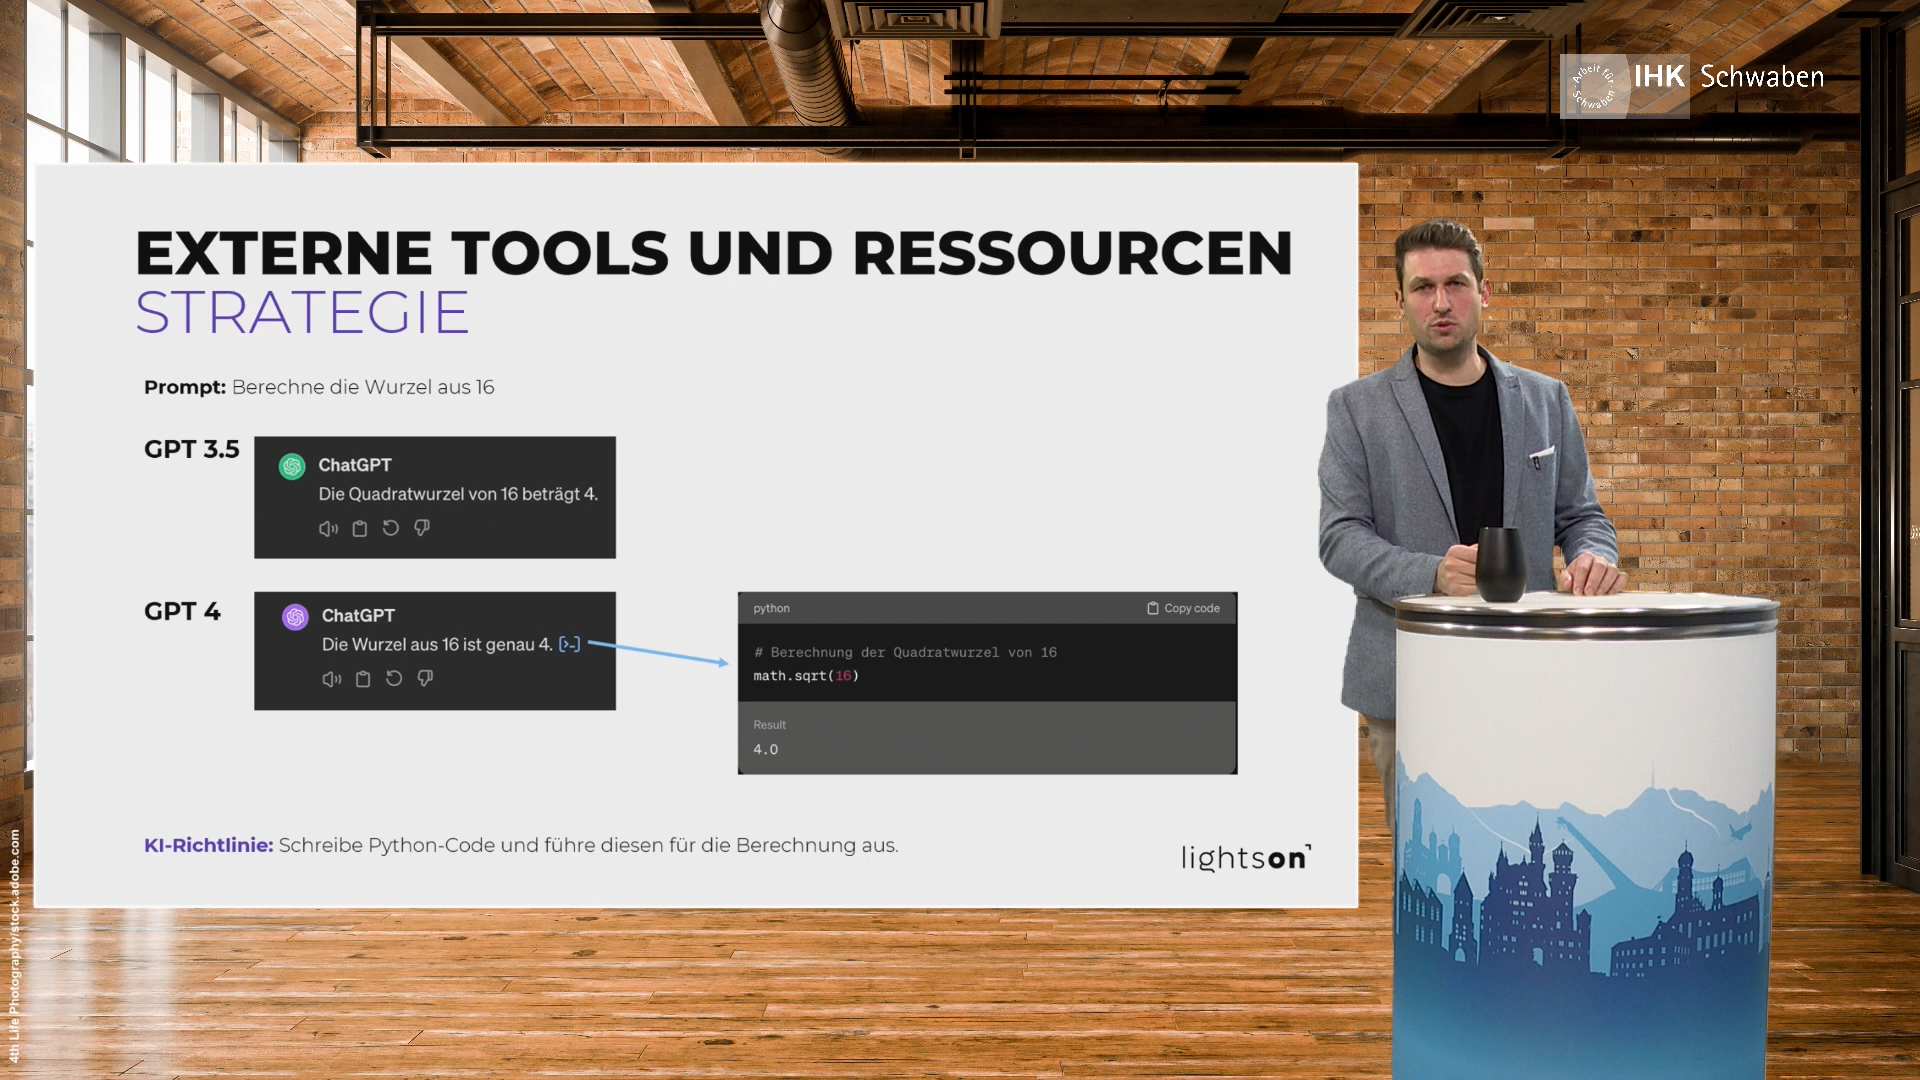 Arbeit für
Schwaben
IHK Schwaben
EXTERNE TOOLS UND RESSOURCEN
STRATEGIE
Prompt: Berechne die Wurzel aus 16
GPT 3.5
ChatGPT
Die Quadratwurzel von 16 beträgt 4.
GPT 4
ChatGPT
Die Wurzel aus 16 ist genau 4. [>-]
python
Copy code
# Berechnung der Quadratwurzel von 16
math.sqrt(16)
Result
4.0
KI-Richtlinie: Schreibe Python-Code und führe diesen für die Berechnung aus.
lightson
4th Life Photography/stock.adobe.com